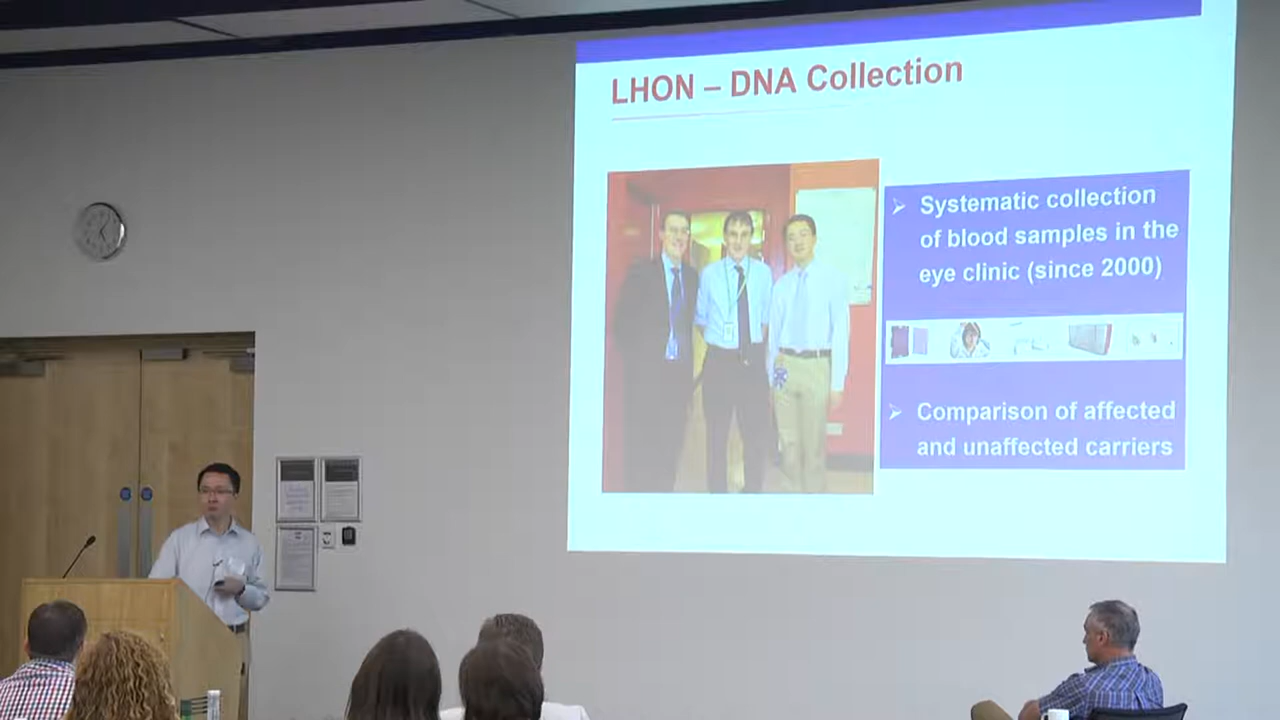 LHON – DNA Collection
Systematic collection
of blood samples in the
eye clinic (since 2000)
Comparison of affected
and unaffected carriers